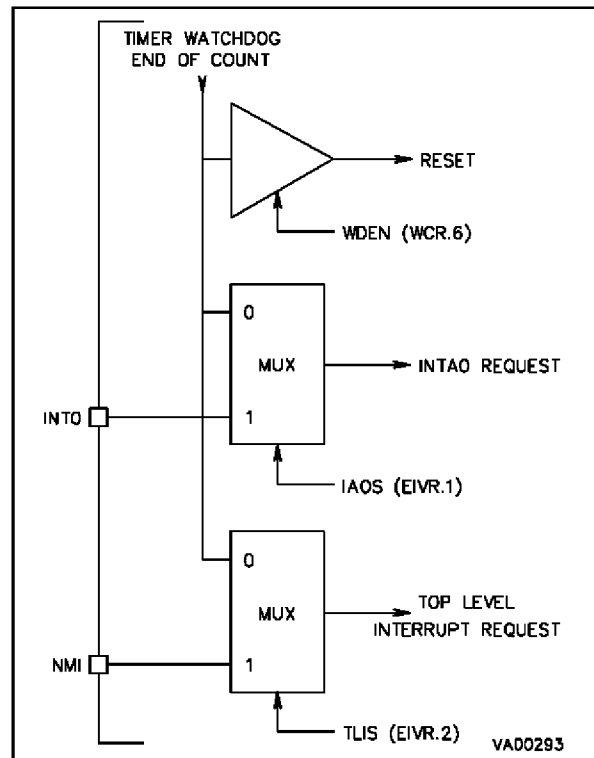 TIMER WATCHDOG
END OF COUNT
RESET
WDEN (WCR.6)
0
MUX
INTA0 REQUEST
INT0
1
IA0S (EIVR.1)
0
TOP LEVEL
MUX
INTERRUPT REQUEST
NMI
1
TLIS (EIVR.2)
VA00293